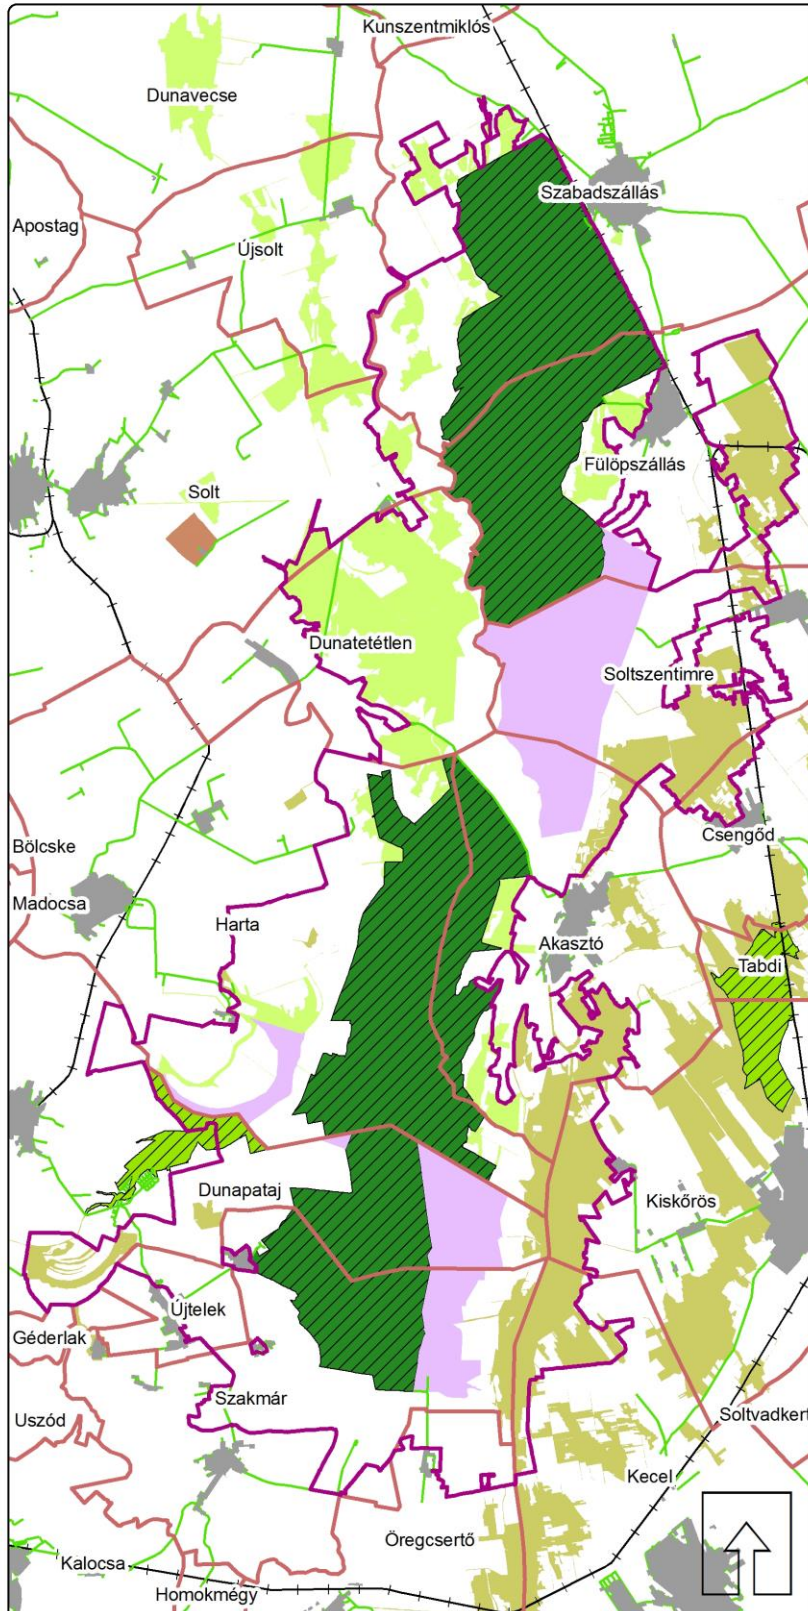 Kunszentmiklós
Dunavecse
Szabadszállás
Apostag
Újsolt
Fülöpszállás
Solt
Dunatetétlen
Soltszentimre
Csengőd
Bölcske
Madocsa
Harta
Akasztó
Tabdi
Dunapataj
Kiskőrös
Újtelek
Géderlak
Szakmár
Uszód
Soltvadkert
Kecel
Öregcsertő
Kalocsa
Homokmégy